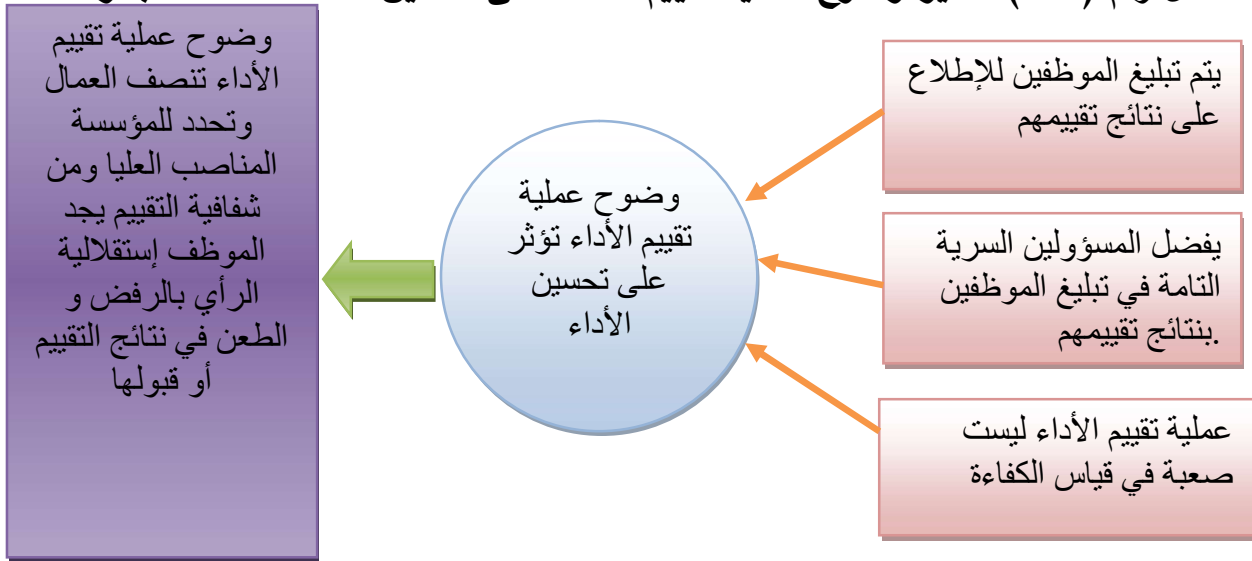 يتم تبليغ الموظفين للإطلاع
على نتائج تقييمهم
يفضل المسؤولين السرية
التامة في تبليغ الموظفين
بنتائج تقييمهم.
عملية تقييم الأداء ليست
صعبة في قياس الكفاءة
وضوح عملية
تقييم الأداء تؤثر
على تحسين
الأداء
وضوح عملية تقييم
الأداء تنصف العمال
وتحدد للمؤسسة
المناصب العليا ومن
شفافية التقييم يجد
الموظف إستقلالية
الرأي بالرفض و
الطعن في نتائج التقييم
أو قبولها